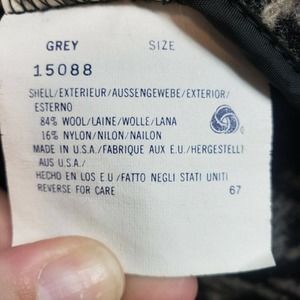 GREY SIZE
15088
SHELL/EXTERIEUR/AUSSENGEWEBE/EXTERIOR/
ESTERNO
84% WOOL/LAINE/WOLLE/LANA
16% NYLON/NILON/NAILON
MADE IN U.S.A./FABRIQUE AUX E.U./HERGESTELLT
AUS U.S.A./
HECHO EN LOS E U./FATTO NEGLI STATI UNITI
REVERSE FOR CARE 67